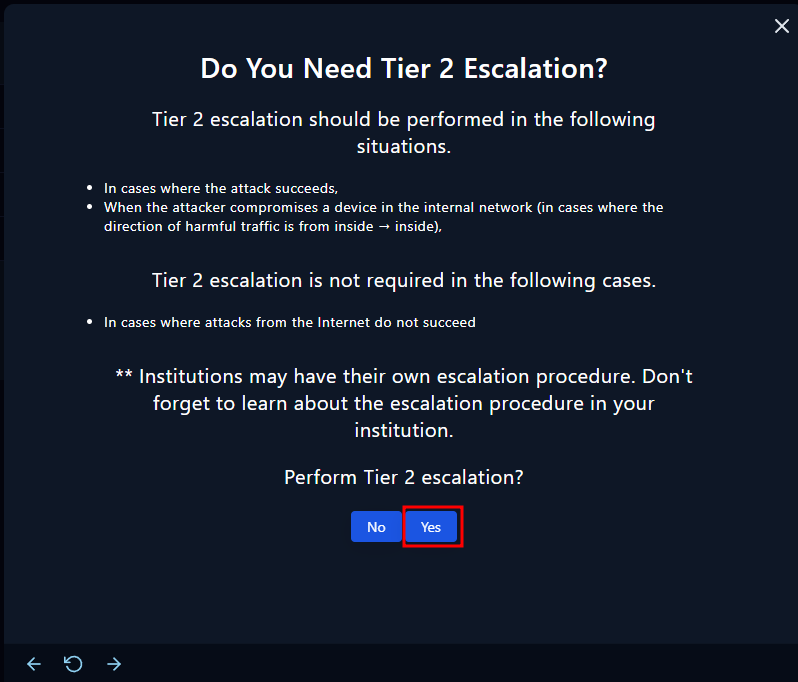 Do You Need Tier 2 Escalation?
Tier 2 escalation should be performed in the following
situations.
• In cases where the attack succeeds,
• When the attacker compromises a device in the internal network (in cases where the
direction of harmful traffic is from inside → inside),
Tier 2 escalation is not required in the following cases.
• In cases where attacks from the Internet do not succeed
** Institutions may have their own escalation procedure. Don't
forget to learn about the escalation procedure in your
institution.
Perform Tier 2 escalation?
No Yes